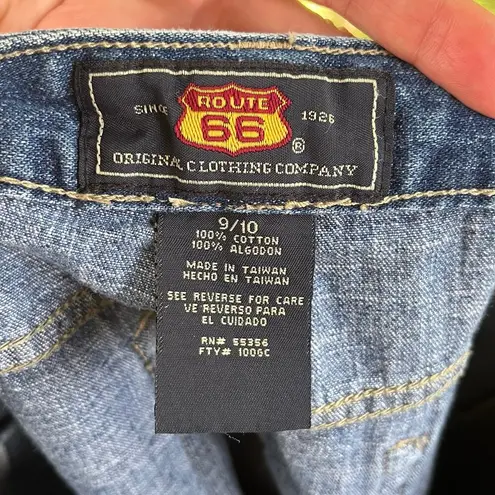 ROUTE
SINCE 66 ® 1926
ORIGINAL CLOTHING COMPANY
9/10
100% COTTON
100% ALGODON
MADE IN TAIWAN
HECHO EN TAIWAN
SEE REVERSE FOR CARE
VE REVERSO PARA
EL CUIDADO
RN# 55356
FTY# 100GC